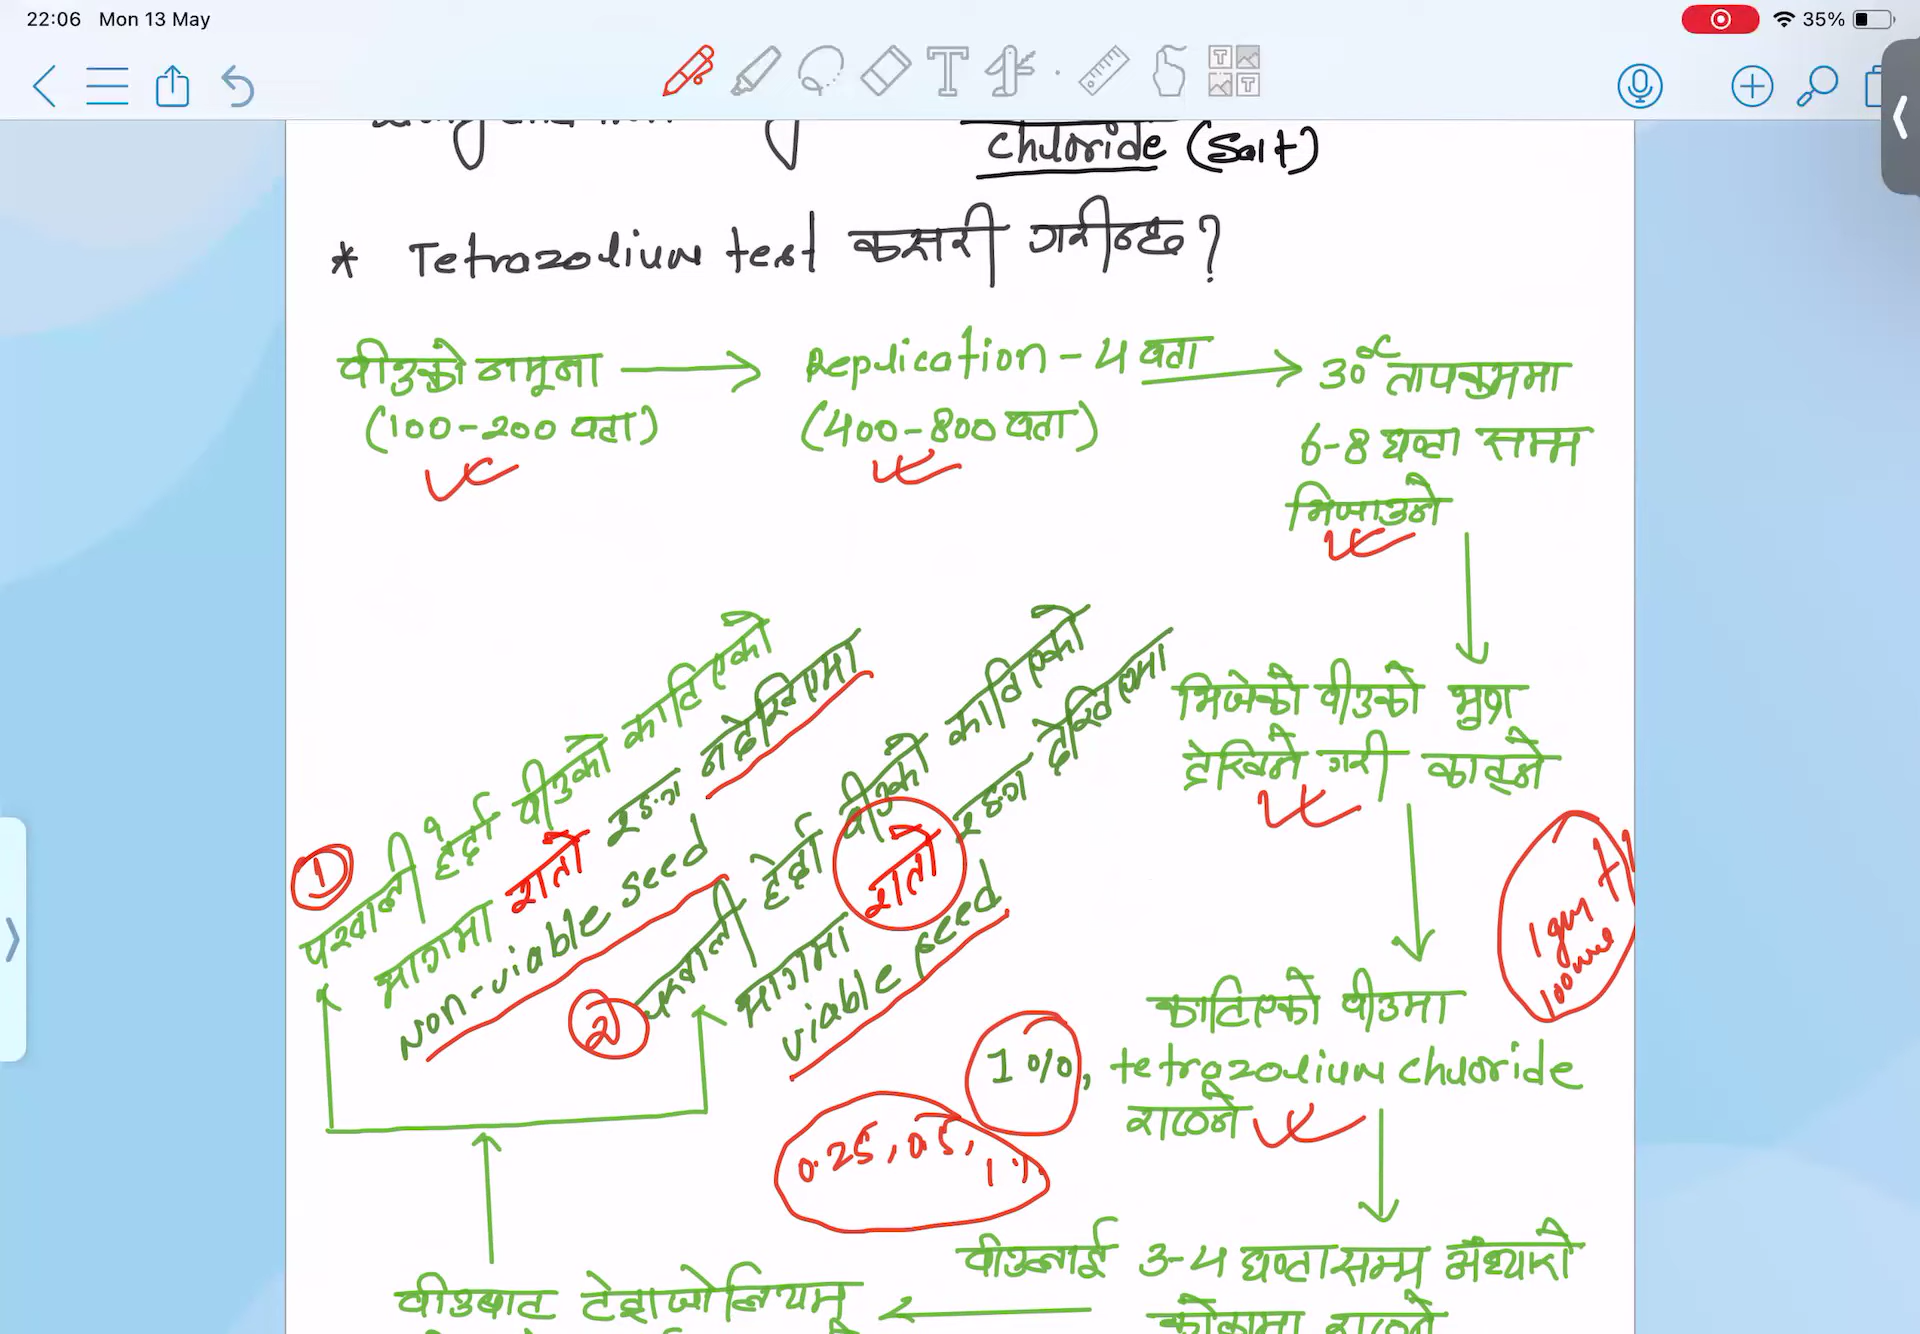 22:06 Mon 13 May
35%
chloride (Salt)
* Tetrazolium test कसरी गरीन्छ?
वीउको नमूना
(100-200 वटा)
Replication - 4 वटा
(400-800 वटा)
30°C तापक्रममा
6-8 घण्टा सम्म
भिजाउने
भिजेको वीउको भ्रुण
देखिने गरी काट्ने
1 gm
100ml
काटिएको वीउमा
1%, tetrazolium chloride
राख्ने
0.25, 0.5, 1%
वीउलाई 3-4 घण्टा सम्म अँध्यारो
कोठामा राख्ने
वीउबाट टेट्राजोलियम्
1
पखाली हेर्दा वीउको काटिएको
भागमा रातो रङ्ग नदेखिएमा
Non-viable seed
2
पखाली हेर्दा वीउको काटिएको
भागमा रातो रङ्ग देखिएमा
viable seed